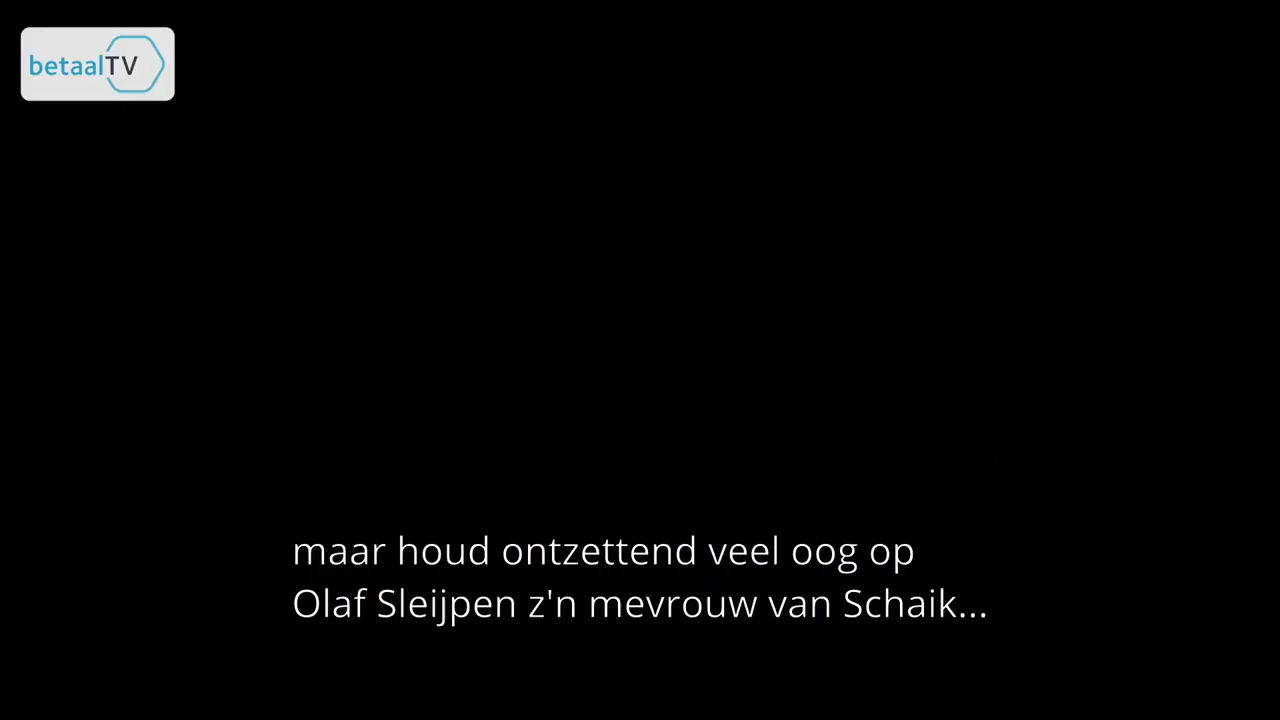 betaalTV
maar houd ontzettend veel oog op
Olaf Sleijpen z'n mevrouw van Schaik...